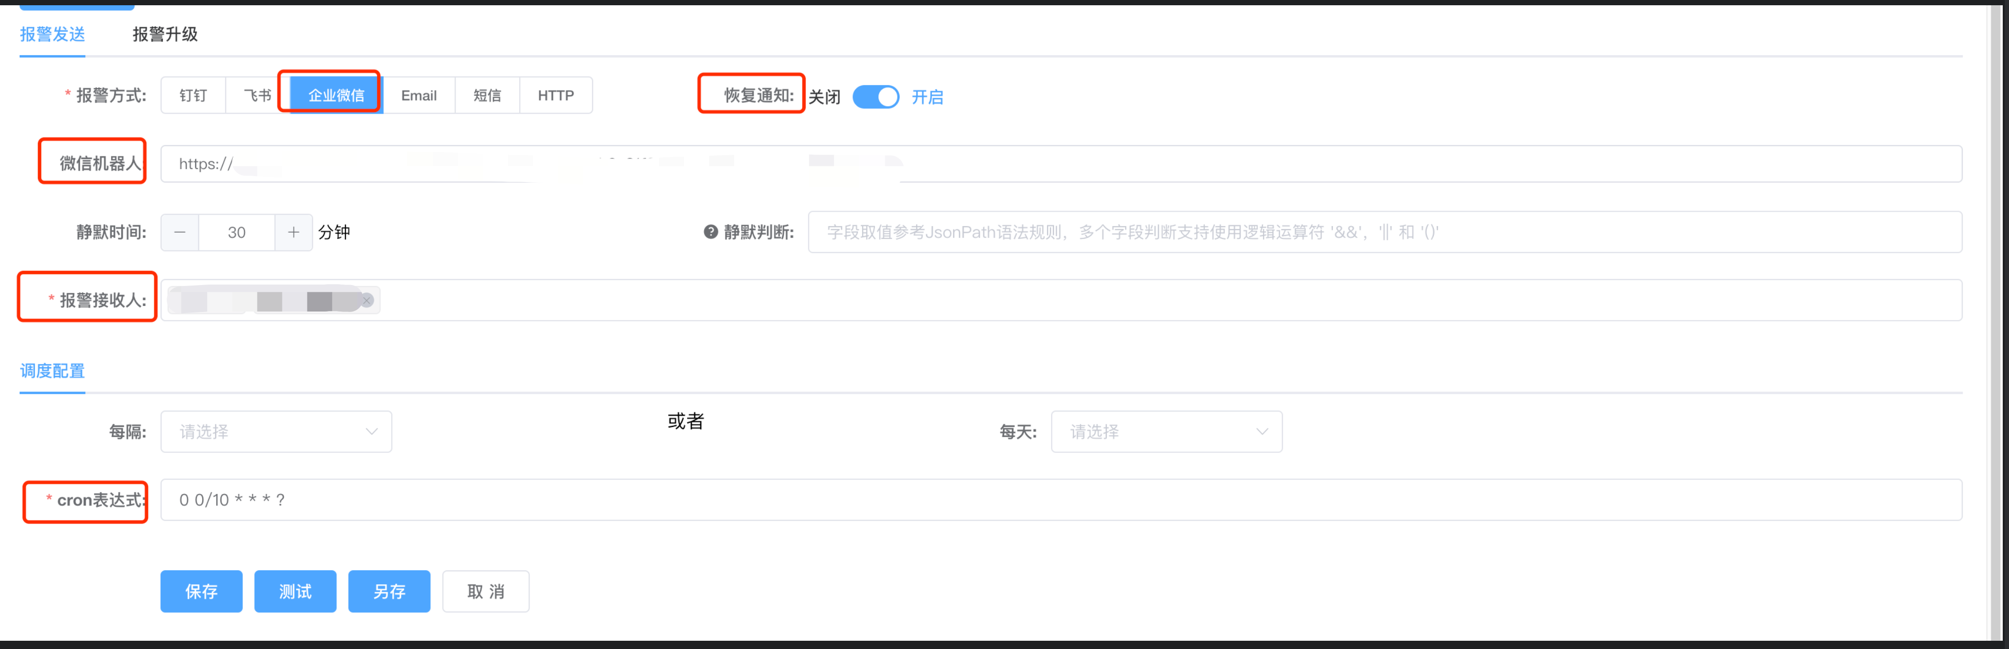 报警发送 报警升级
* 报警方式: 钉钉 飞书 企业微信 Email 短信 HTTP 恢复通知: 关闭 开启
微信机器人 https://
静默时间: − 30 + 分钟 ? 静默判断: 字段取值参考JsonPath语法规则，多个字段判断支持使用逻辑运算符 '&&'，'||' 和 '()'
* 报警接收人:
调度配置
每隔: 请选择 或者 每天: 请选择
* cron表达式: 0 0/10 * * * ?
保存 测试 另存 取 消